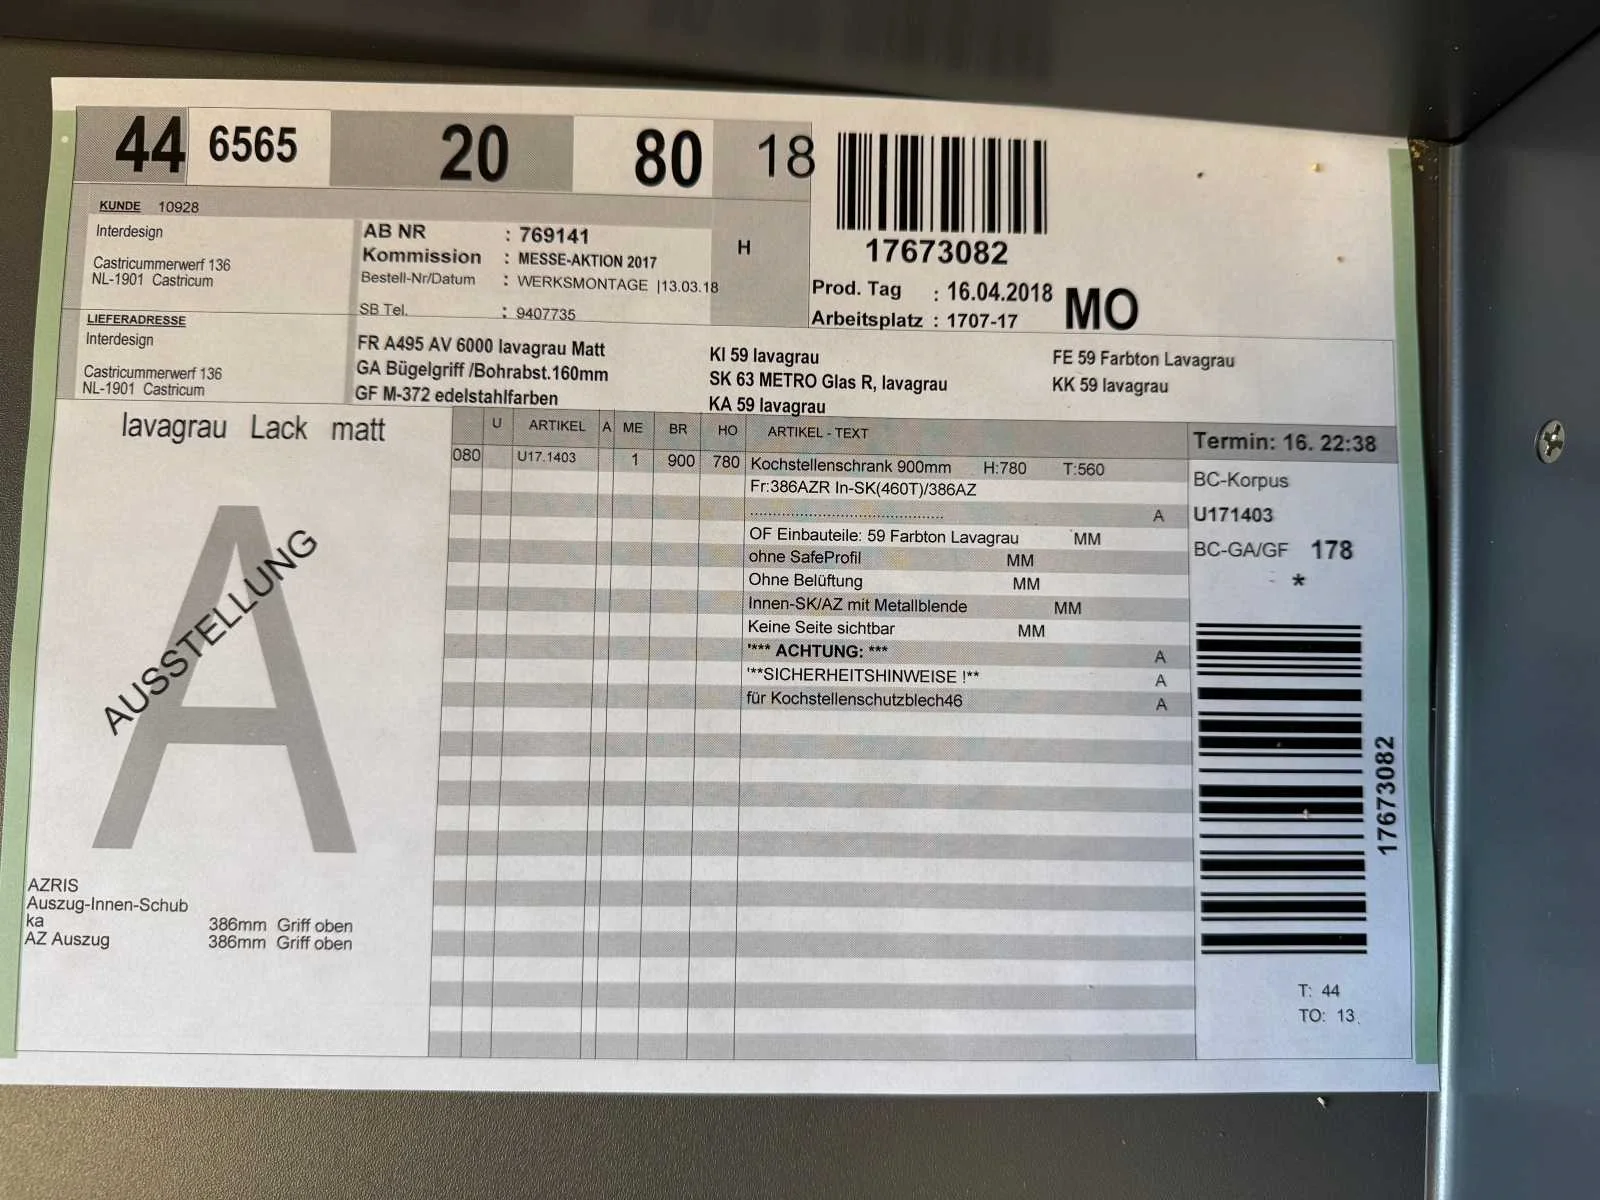 44 6565 20 80 18
KUNDE 10928
Interdesign
Castricummerwerf 136
NL-1901 Castricum
AB NR : 769141
Kommission : MESSE-AKTION 2017
Bestell-Nr/Datum : WERKSMONTAGE |13.03.18
SB Tel. : 9407735
H
17673082
Prod. Tag : 16.04.2018 MO
Arbeitsplatz : 1707-17
LIEFERADRESSE
Interdesign
Castricummerwerf 136
NL-1901 Castricum
FR A495 AV 6000 lavagrau Matt
GA Bügelgriff /Bohrabst.160mm
GF M-372 edelstahlfarben
KI 59 lavagrau
SK 63 METRO Glas R, lavagrau
KA 59 lavagrau
FE 59 Farbton Lavagrau
KK 59 lavagrau
lavagrau Lack matt
A
AUSSTELLUNG
AZRIS
Auszug-Innen-Schub
ka 386mm Griff oben
AZ Auszug 386mm Griff oben
U ARTIKEL A ME BR HO ARTIKEL - TEXT
080 U17.1403 1 900 780 Kochstellenschrank 900mm H:780 T:560
Fr:386AZR In-SK(460T)/386AZ
........................................... A
OF Einbauteile: 59 Farbton Lavagrau MM
ohne SafeProfil MM
Ohne Belüftung MM
Innen-SK/AZ mit Metallblende MM
Keine Seite sichtbar MM
'*** ACHTUNG: *** A
'**SICHERHEITSHINWEISE !** A
für Kochstellenschutzblech46 A
Termin: 16. 22:38
BC-Korpus
U171403
BC-GA/GF 178
*
17673082
T: 44
TO: 13